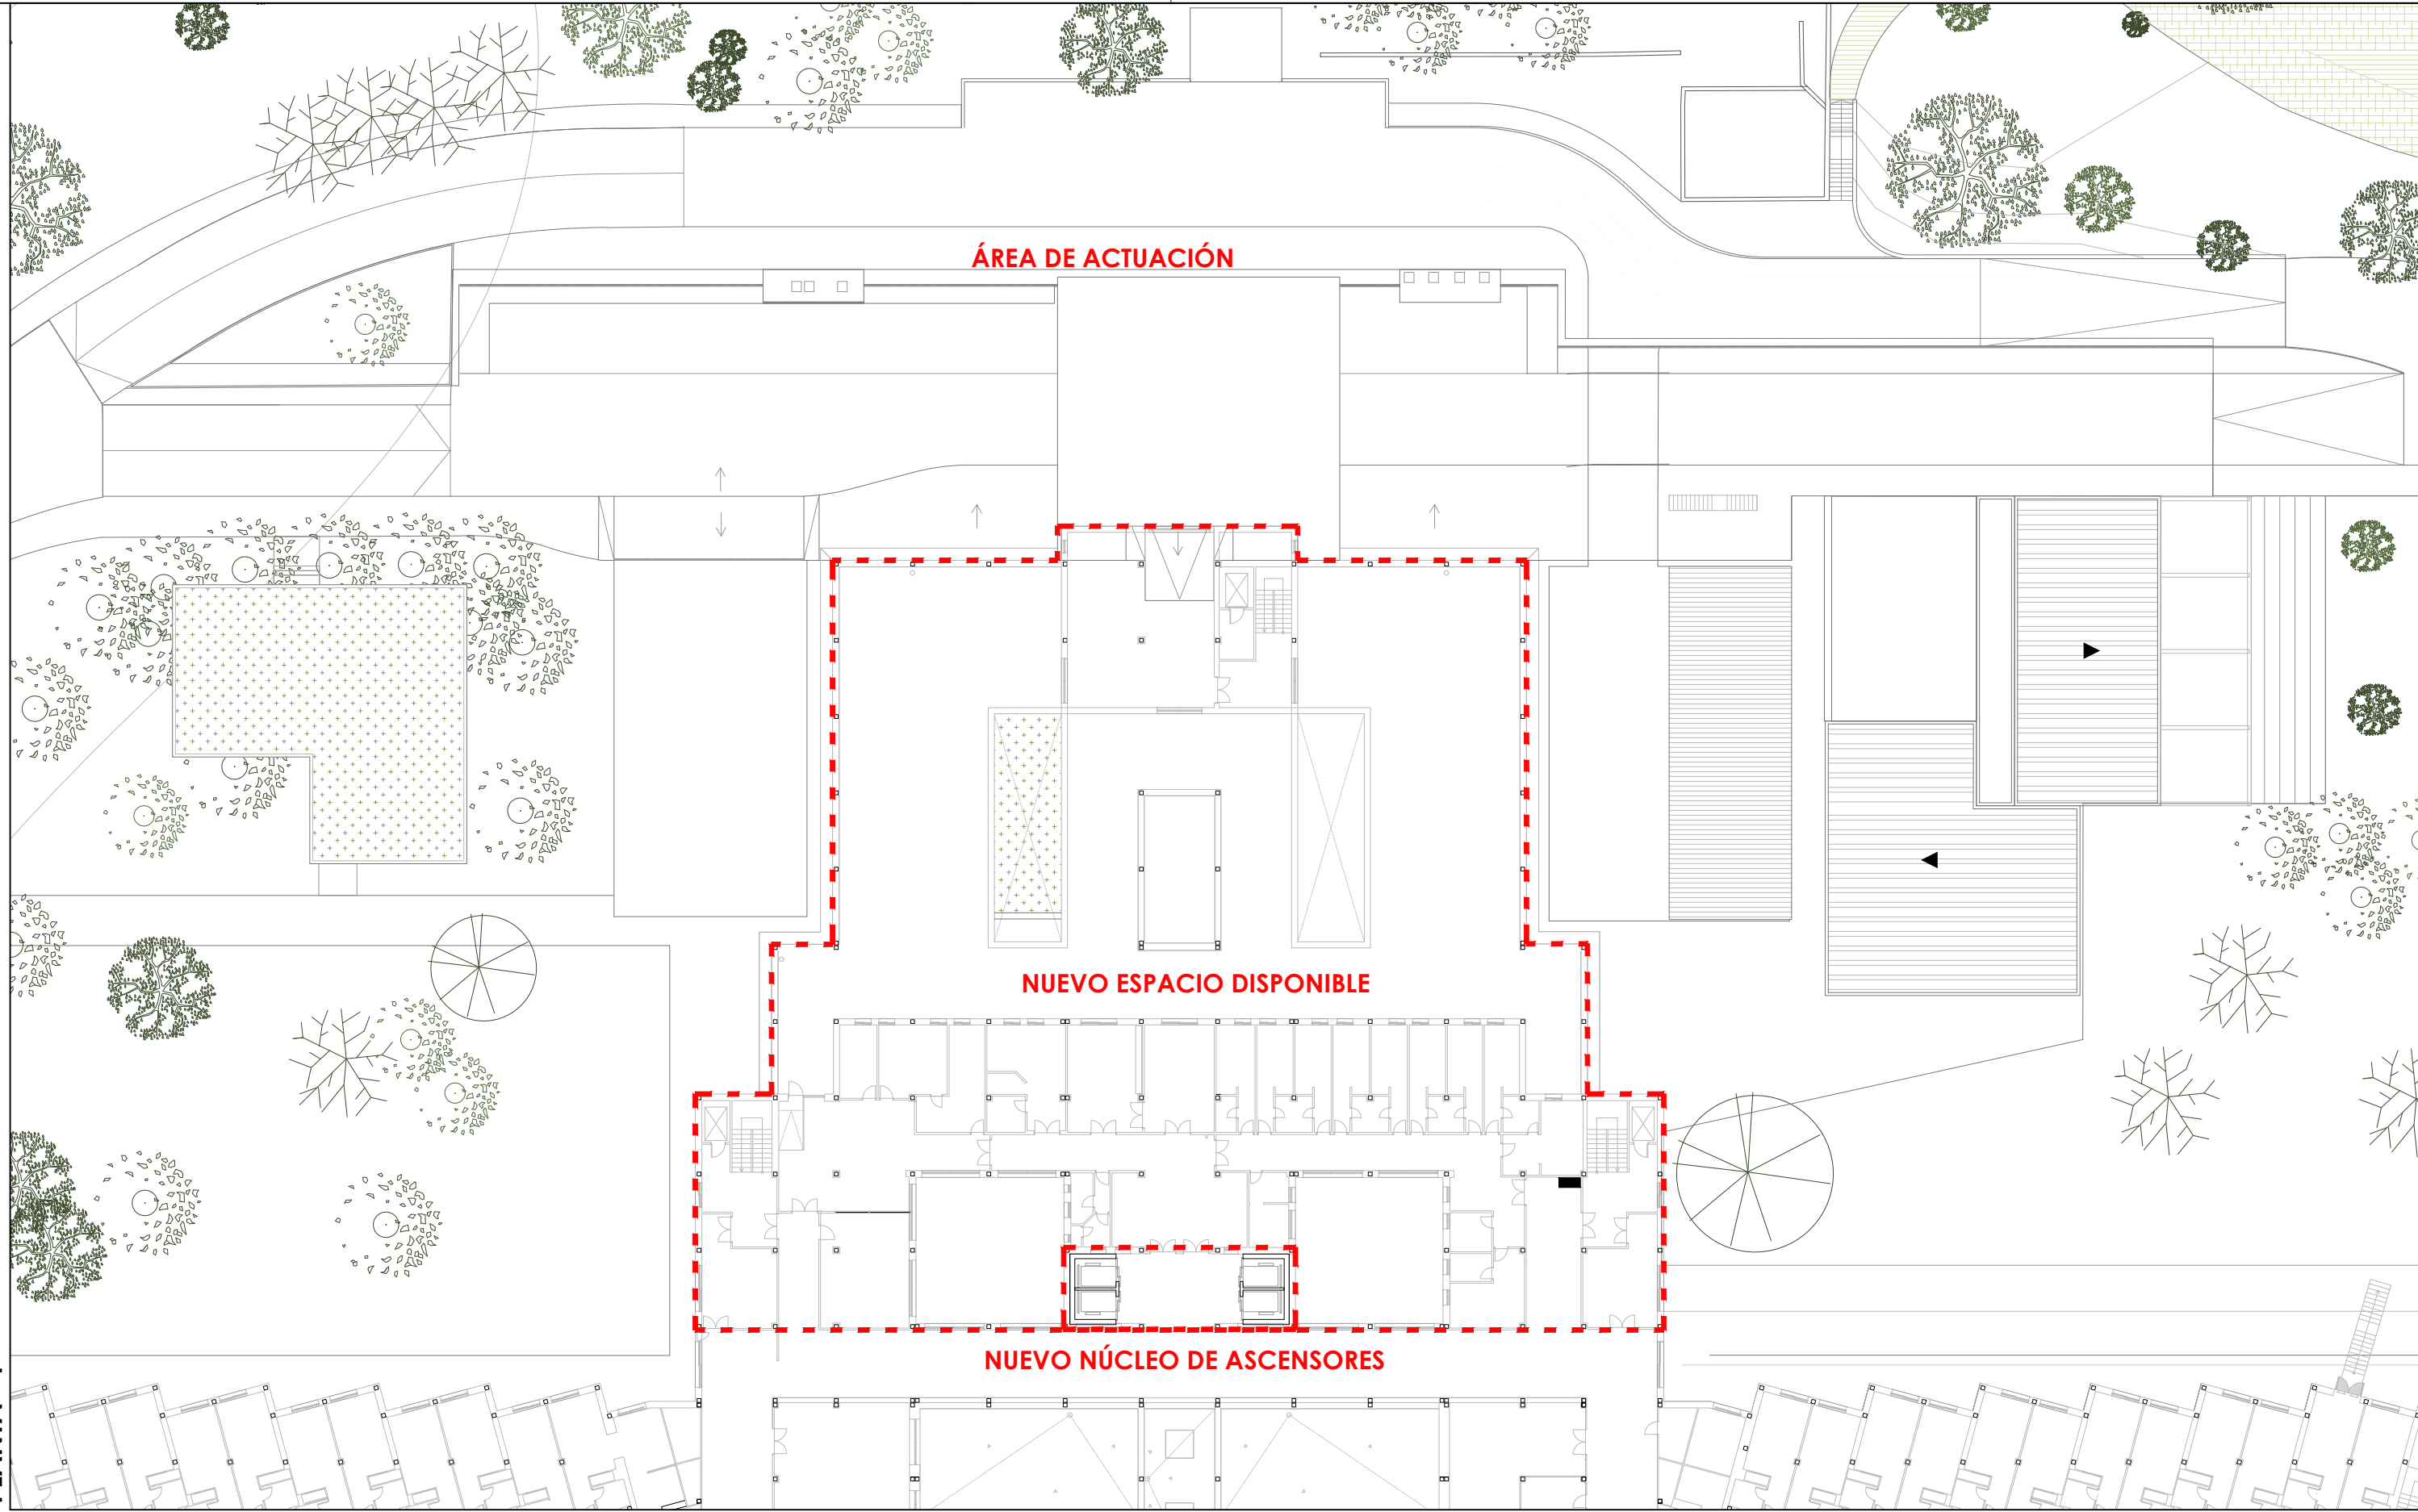 ÁREA DE ACTUACIÓN
NUEVO ESPACIO DISPONIBLE
NUEVO NÚCLEO DE ASCENSORES